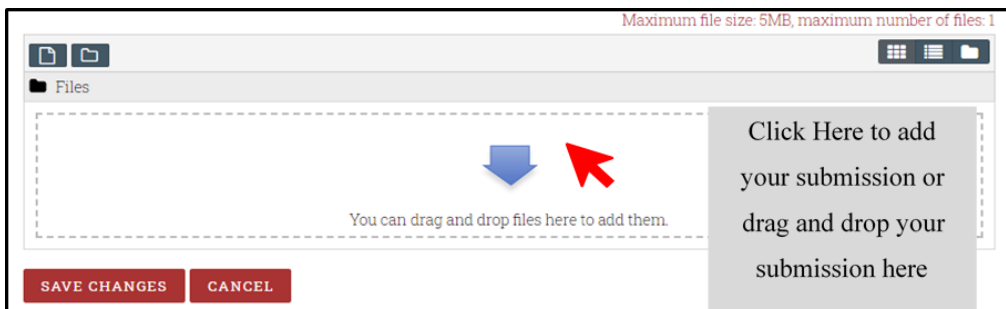 Maximum file size: 5MB, maximum number of files: 1
Files
You can drag and drop files here to add them.
Click Here to add
your submission or
drag and drop your
submission here
SAVE CHANGES
CANCEL